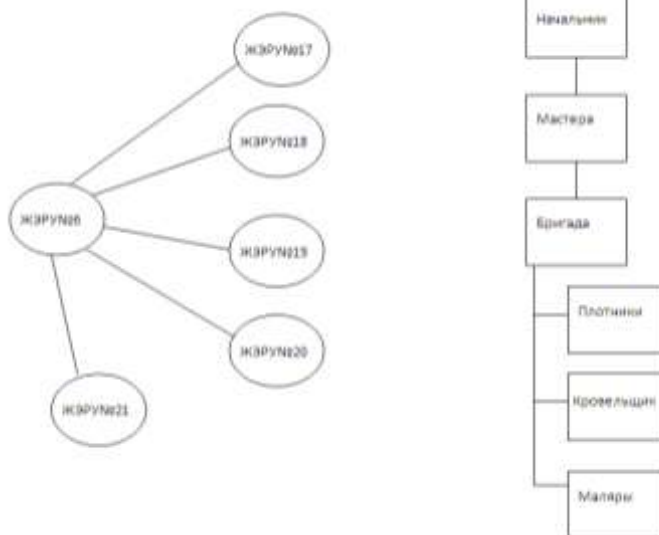 ЖЭРУ№17
ЖЭРУ№18
ЖЭРУ№6
ЖЭРУ№19
ЖЭРУ№20
ЖЭРУ№21
Начальник
Мастера
Бригада
Плотники
Кровельщик
Маляры